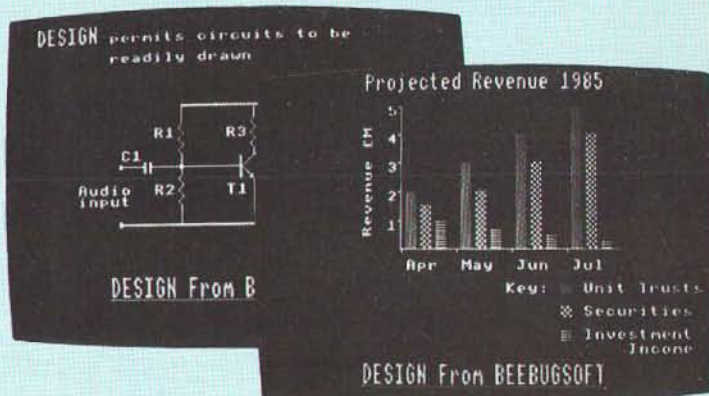 DESIGN permits circuits to be
readily drawn
R1
R3
C1
R2
T1
Audio
input
DESIGN From B
Projected Revenue 1985
Revenue £M
5
4
3
2
1
Apr May Jun Jul
Key: Unit Trusts
Securities
Investment
Income
DESIGN From BEEBUGSOFT